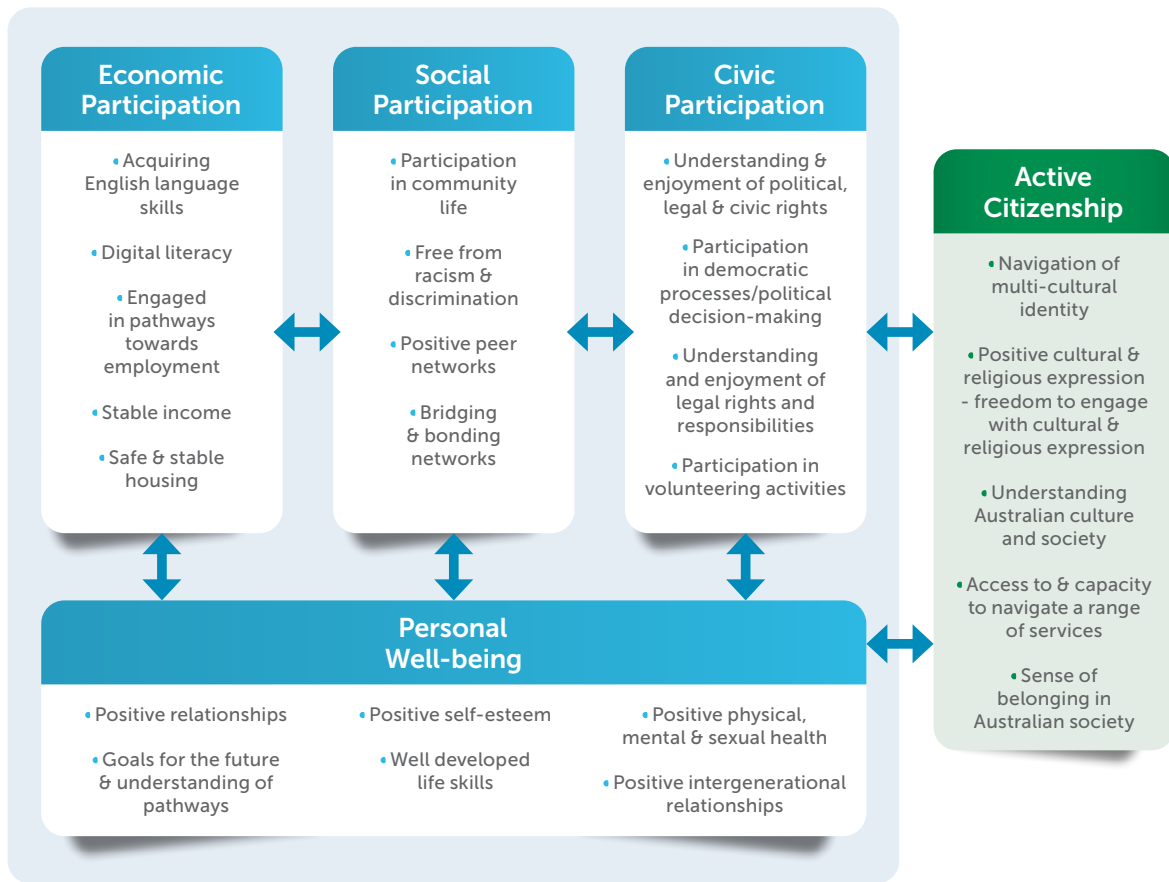 Economic
Participation
• Acquiring
English language
skills
• Digital literacy
• Engaged
in pathways
towards
employment
• Stable income
• Safe & stable
housing
Social
Participation
• Participation
in community
life
• Free from
racism &
discrimination
• Positive peer
networks
• Bridging
& bonding
networks
Civic
Participation
• Understanding &
enjoyment of political,
legal & civic rights
• Participation
in democratic
processes/political
decision-making
• Understanding
and enjoyment of
legal rights and
responsibilities
• Participation in
volunteering activities
Personal
Well-being
• Positive relationships
• Goals for the future
& understanding of
pathways
• Positive self-esteem
• Well developed
life skills
• Positive physical,
mental & sexual health
• Positive intergenerational
relationships
Active
Citizenship
• Navigation of
multi-cultural
identity
• Positive cultural &
religious expression
- freedom to engage
with cultural &
religious expression
• Understanding
Australian culture
and society
• Access to & capacity
to navigate a range
of services
• Sense of
belonging in
Australian society